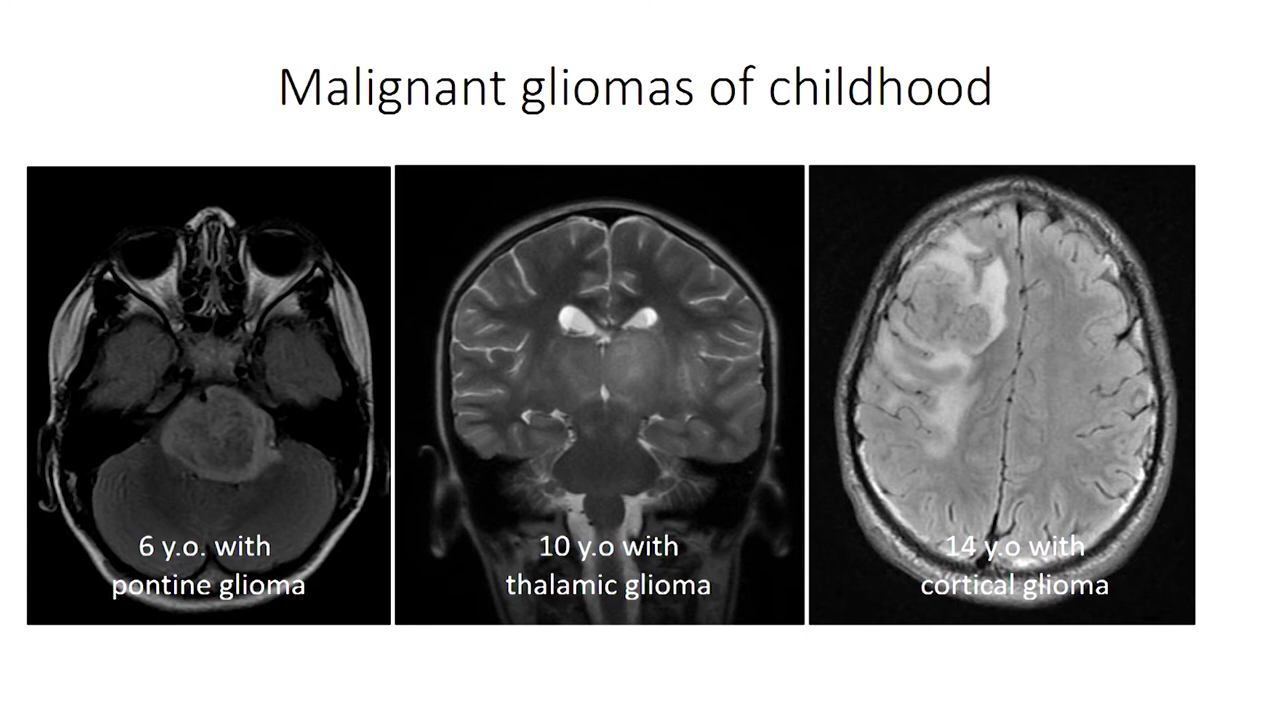 Malignant gliomas of childhood
6 y.o. with
pontine glioma
10 y.o with
thalamic glioma
14 y.o with
cortical glioma